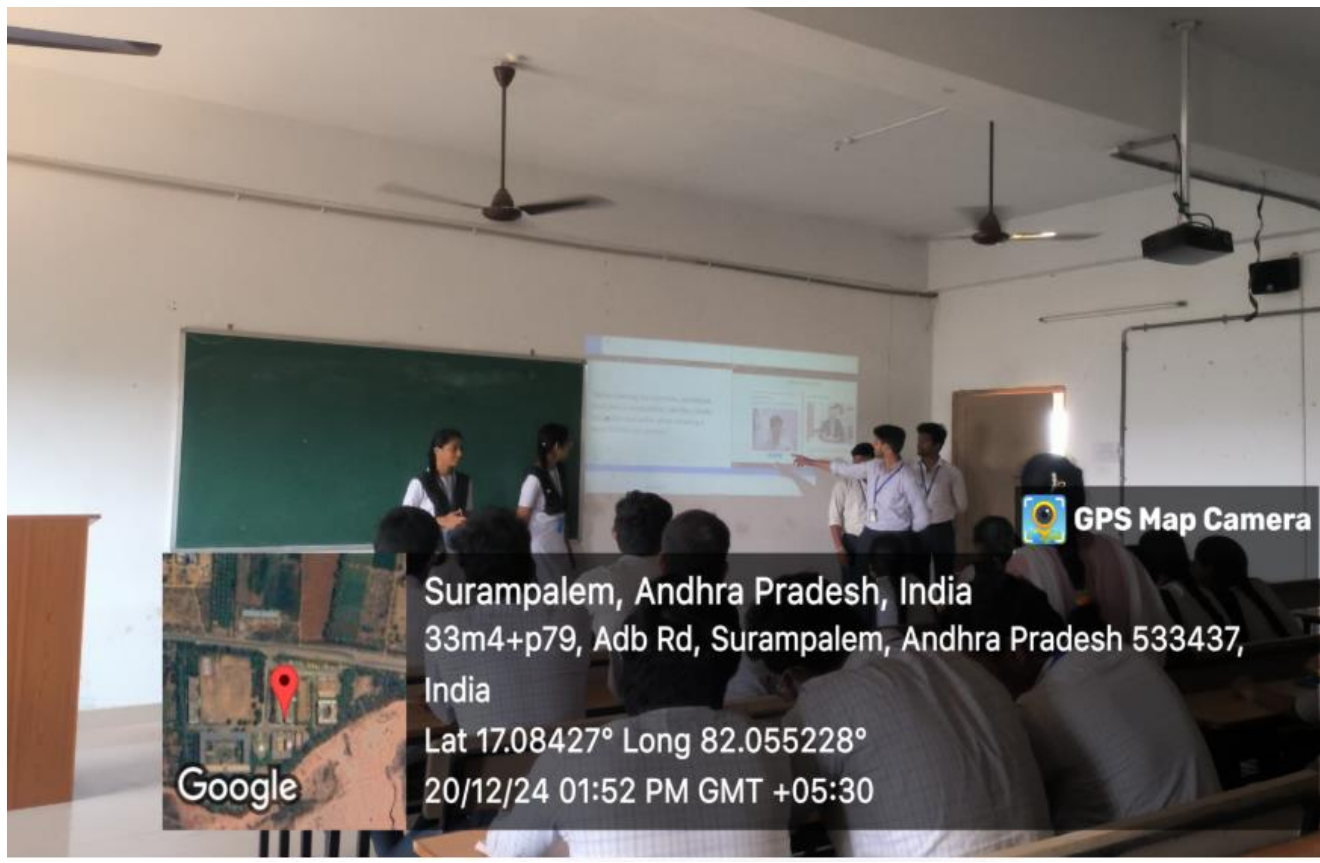 GPS Map Camera
Surampalem, Andhra Pradesh, India
33m4+p79, Adb Rd, Surampalem, Andhra Pradesh 533437,
India
Lat 17.08427° Long 82.055228°
20/12/24 01:52 PM GMT +05:30
Google